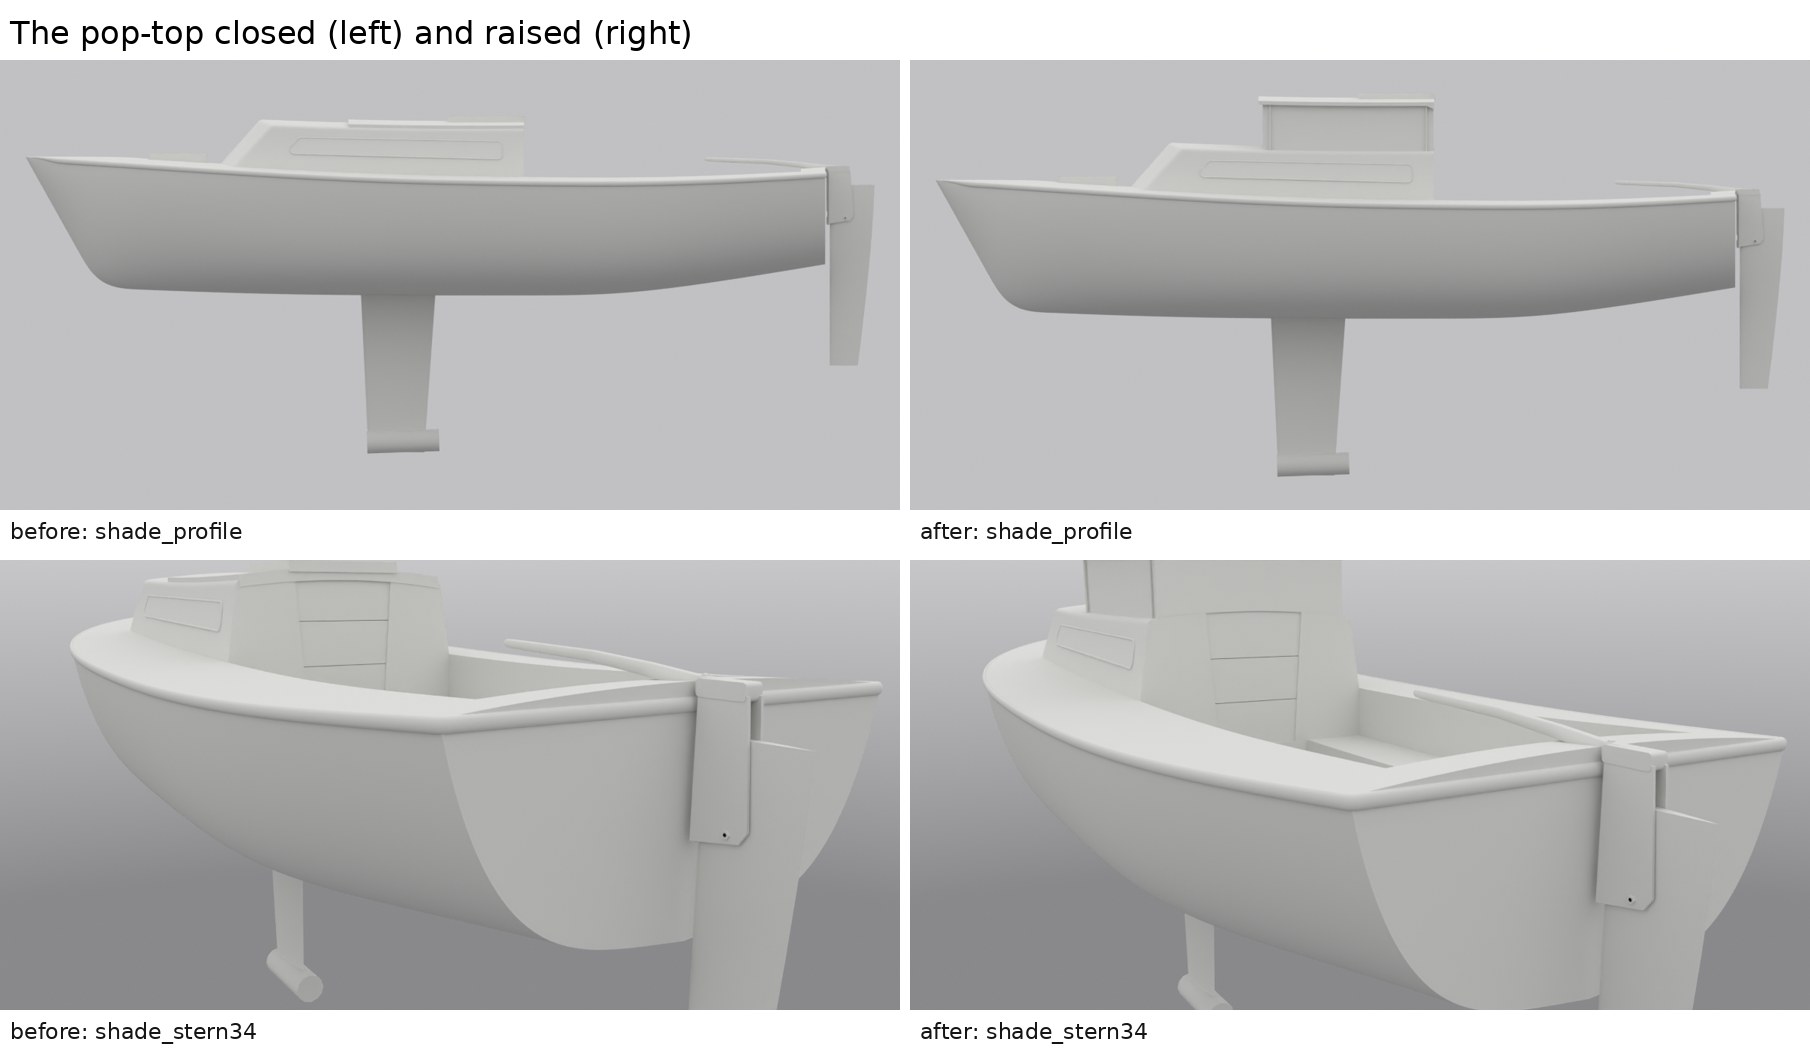 The pop-top closed (left) and raised (right)
before: shade_profile
after: shade_profile
before: shade_stern34
after: shade_stern34